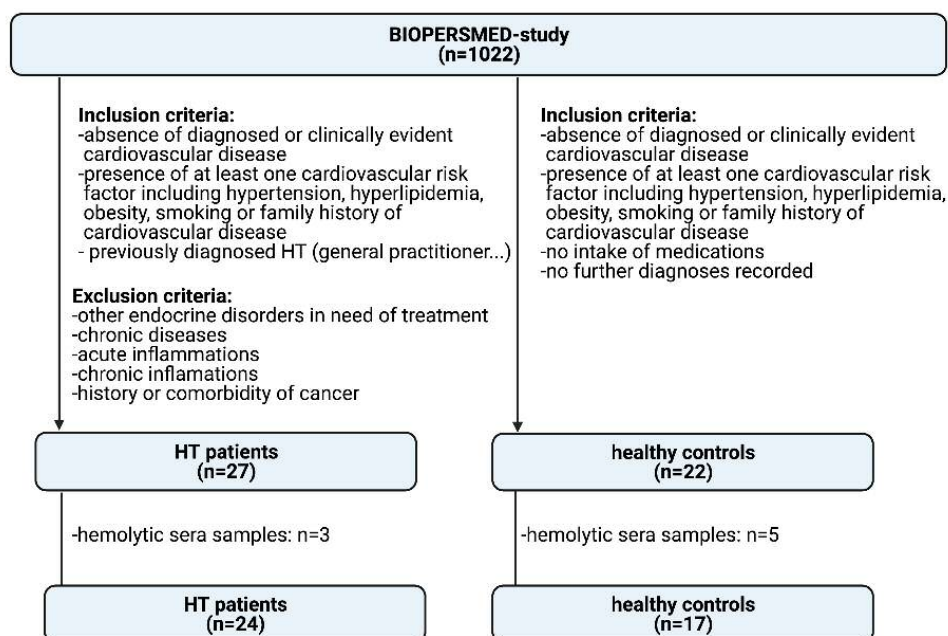 BIOPERSMED-study
(n=1022)
Inclusion criteria:
-absence of diagnosed or clinically evident
cardiovascular disease
-presence of at least one cardiovascular risk
factor including hypertension, hyperlipidemia,
obesity, smoking or family history of
cardiovascular disease
- previously diagnosed HT (general practitioner...)
Exclusion criteria:
-other endocrine disorders in need of treatment
-chronic diseases
-acute inflammations
-chronic inflamations
-history or comorbidity of cancer
Inclusion criteria:
-absence of diagnosed or clinically evident
cardiovascular disease
-presence of at least one cardiovascular risk
factor including hypertension, hyperlipidemia,
obesity, smoking or family history of
cardiovascular disease
-no intake of medications
-no further diagnoses recorded
HT patients
(n=27)
healthy controls
(n=22)
-hemolytic sera samples: n=3
-hemolytic sera samples: n=5
HT patients
(n=24)
healthy controls
(n=17)